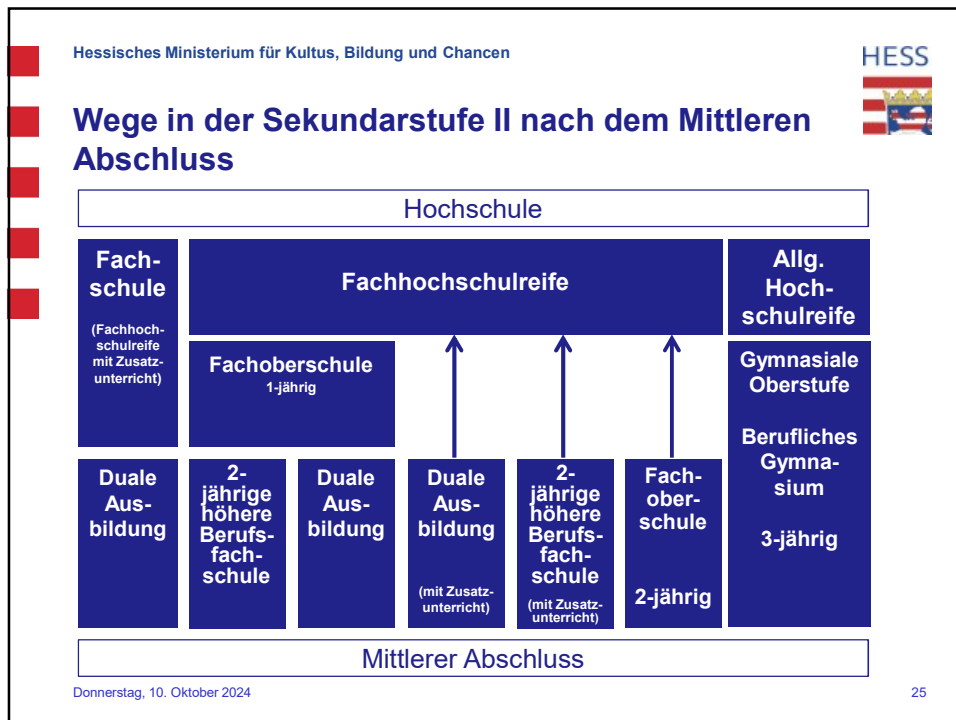 Hessisches Ministerium für Kultus, Bildung und Chancen
HESS
Wege in der Sekundarstufe II nach dem Mittleren
Abschluss
Hochschule
Fach-
schule
(Fachhoch-
schulreife
mit Zusatz-
unterricht)
Fachhochschulreife
Allg.
Hoch-
schulreife
Fachoberschule
1-jährig
Gymnasiale
Oberstufe
Berufliches
Gymna-
sium
3-jährig
Duale
Aus-
bildung
2-
jährige
höhere
Berufs-
fach-
schule
Duale
Aus-
bildung
Duale
Aus-
bildung
(mit Zusatz-
unterricht)
2-
jährige
höhere
Berufs-
fach-
schule
(mit Zusatz-
unterricht)
Fach-
ober-
schule
2-jährig
Mittlerer Abschluss
Donnerstag, 10. Oktober 2024
25